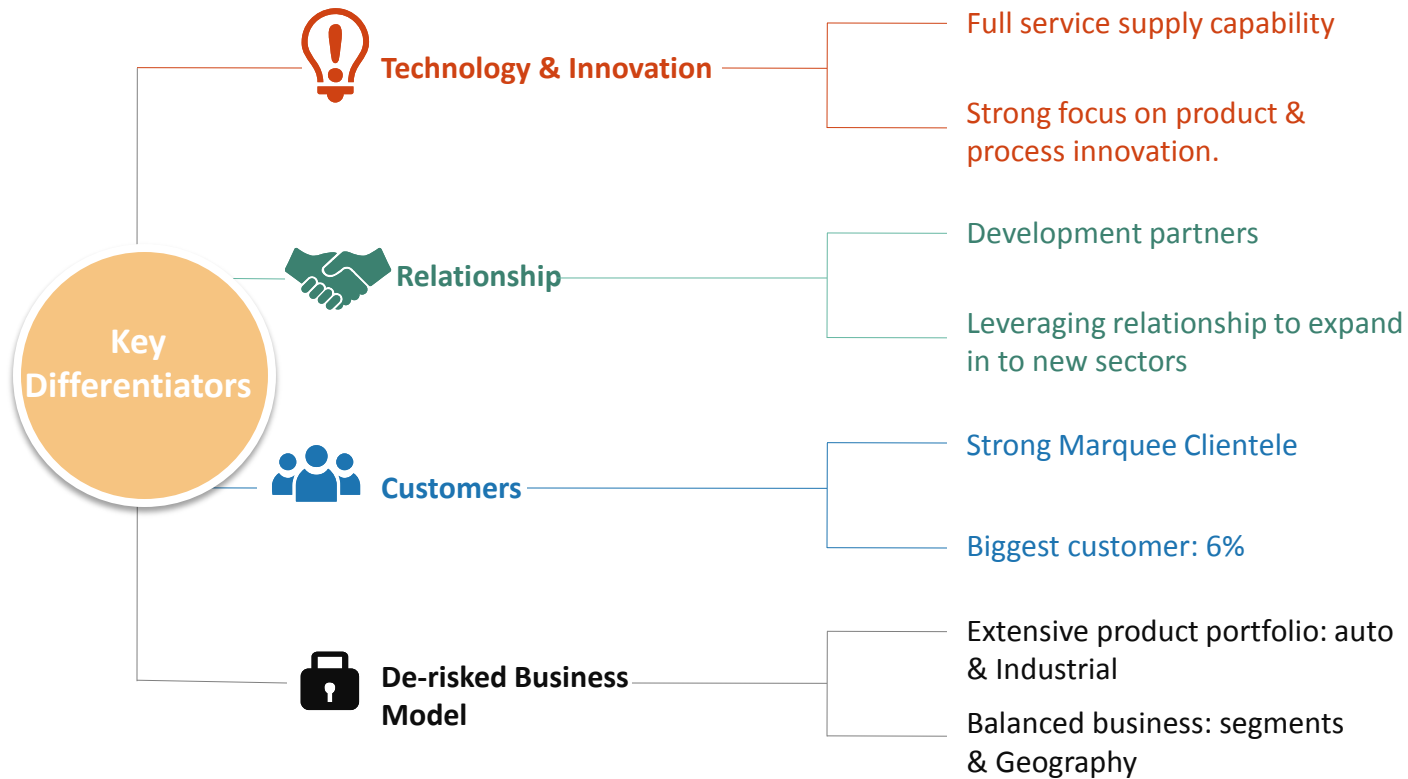 Key
Differentiators
Technology & Innovation
Full service supply capability
Strong focus on product &
process innovation.
Relationship
Development partners
Leveraging relationship to expand
in to new sectors
Customers
Strong Marquee Clientele
Biggest customer: 6%
De-risked Business
Model
Extensive product portfolio: auto
& Industrial
Balanced business: segments
& Geography